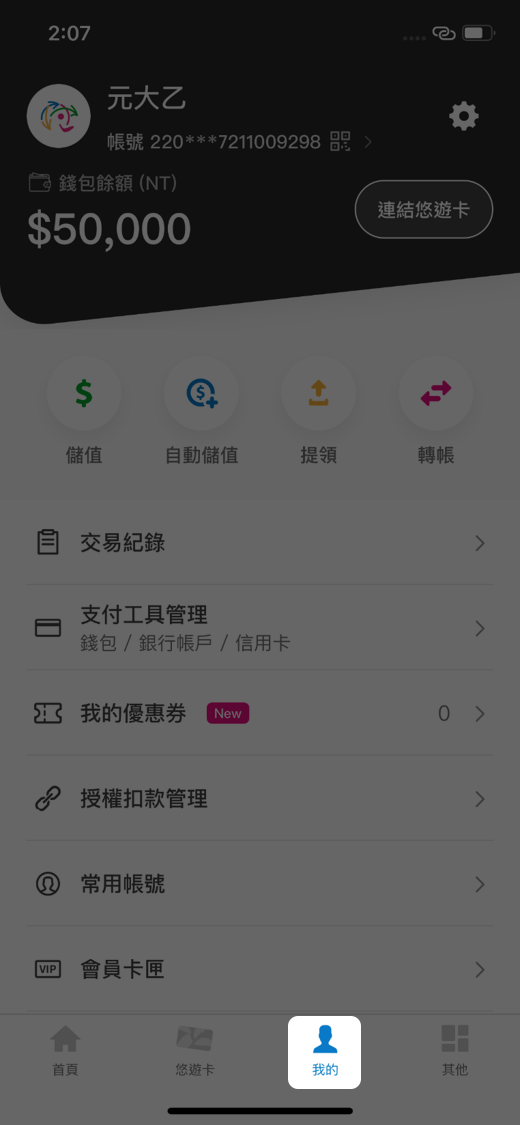 2:07
元大乙
帳號 220***7211009298
錢包餘額 (NT)
$50,000
連結悠遊卡
儲值
自動儲值
提領
轉帳
交易紀錄
支付工具管理
錢包 / 銀行帳戶 / 信用卡
我的優惠券 New 0
授權扣款管理
常用帳號
VIP 會員卡匣
首頁
悠遊卡
我的
其他